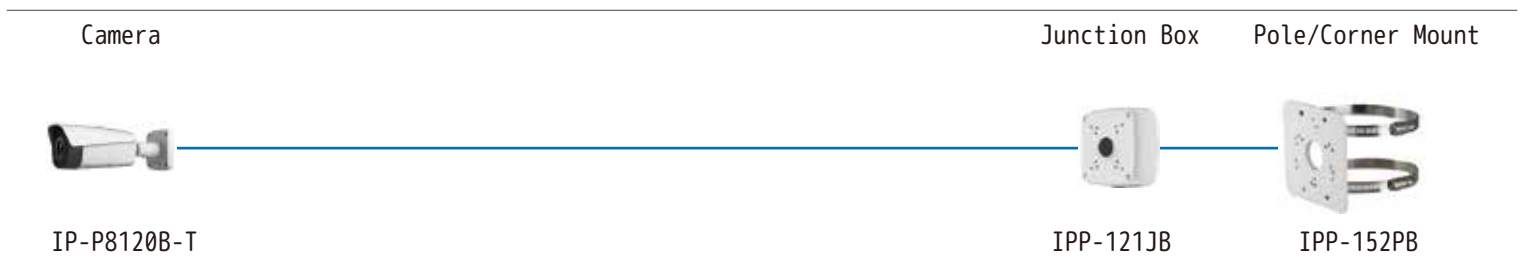 Camera
Junction Box
Pole/Corner Mount
IP-P8120B-T
IPP-121JB
IPP-152PB